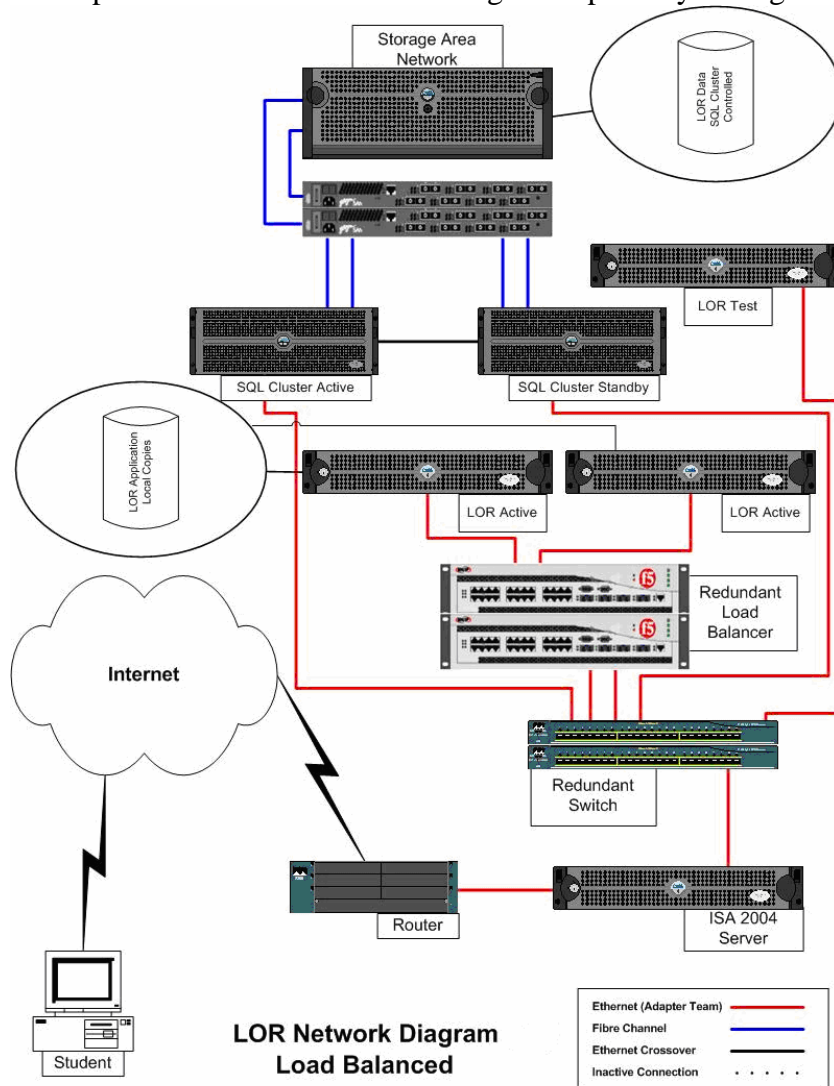 Storage Area
Network
LOR Data
SQL Cluster
Controlled
LOR Test
SQL Cluster Active
SQL Cluster Standby
LOR Application
Local Copies
LOR Active
LOR Active
f5
f5
Redundant
Load
Balancer
Internet
Redundant
Switch
Router
ISA 2004
Server
Student
LOR Network Diagram
Load Balanced
Ethernet (Adapter Team)
Fibre Channel
Ethernet Crossover
Inactive Connection